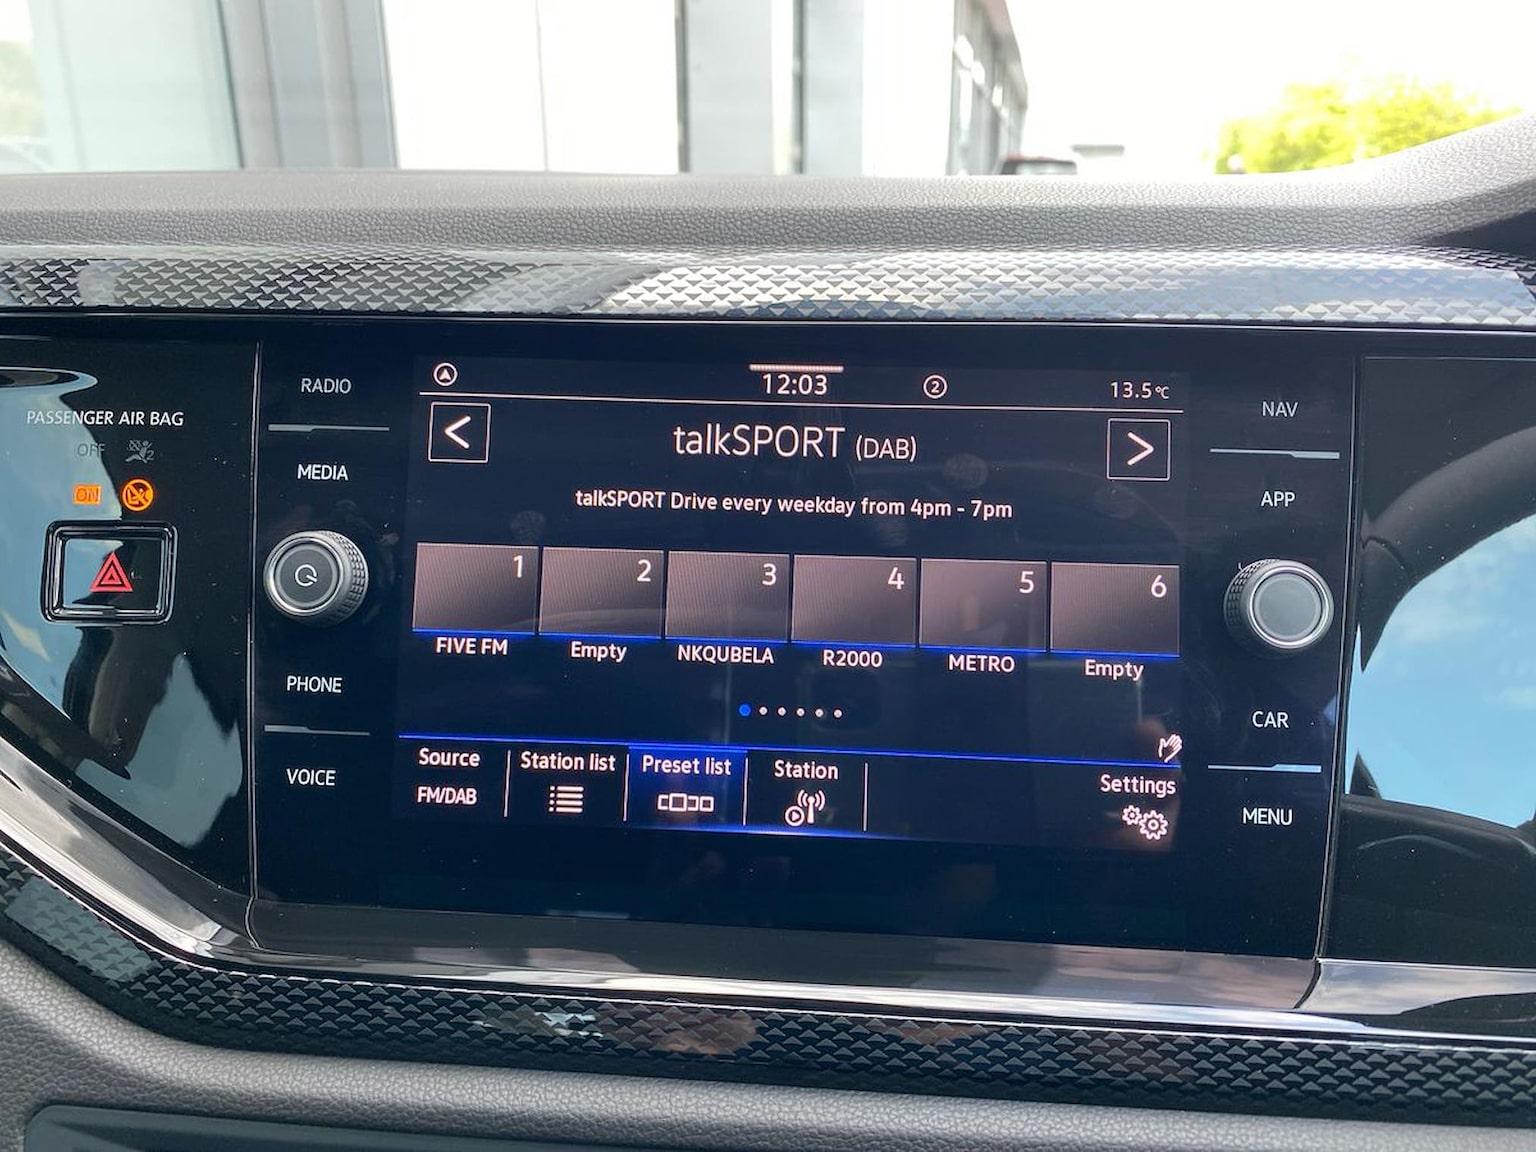 PASSENGER AIR BAG
OFF
ON
RADIO
MEDIA
PHONE
VOICE
12:03
2
13.5°C
talkSPORT (DAB)
talkSPORT Drive every weekday from 4pm - 7pm
1 2 3 4 5 6
FIVE FM Empty NKQUBELA R2000 METRO Empty
Source Station list Preset list Station Settings
FM/DAB
NAV
APP
CAR
MENU